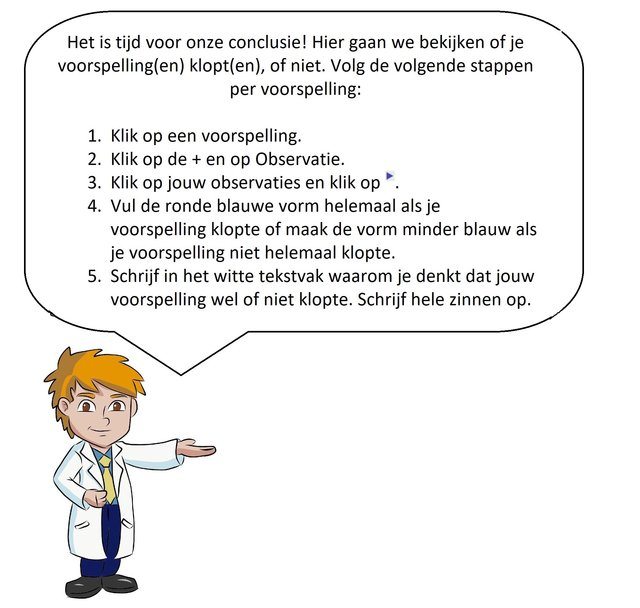 Het is tijd voor onze conclusie! Hier gaan we bekijken of je
voorspelling(en) klopt(en), of niet. Volg de volgende stappen
per voorspelling:
1. Klik op een voorspelling.
2. Klik op de + en op Observatie.
3. Klik op jouw observaties en klik op ▶.
4. Vul de ronde blauwe vorm helemaal als je
voorspelling klopte of maak de vorm minder blauw als
je voorspelling niet helemaal klopte.
5. Schrijf in het witte tekstvak waarom je denkt dat jouw
voorspelling wel of niet klopte. Schrijf hele zinnen op.